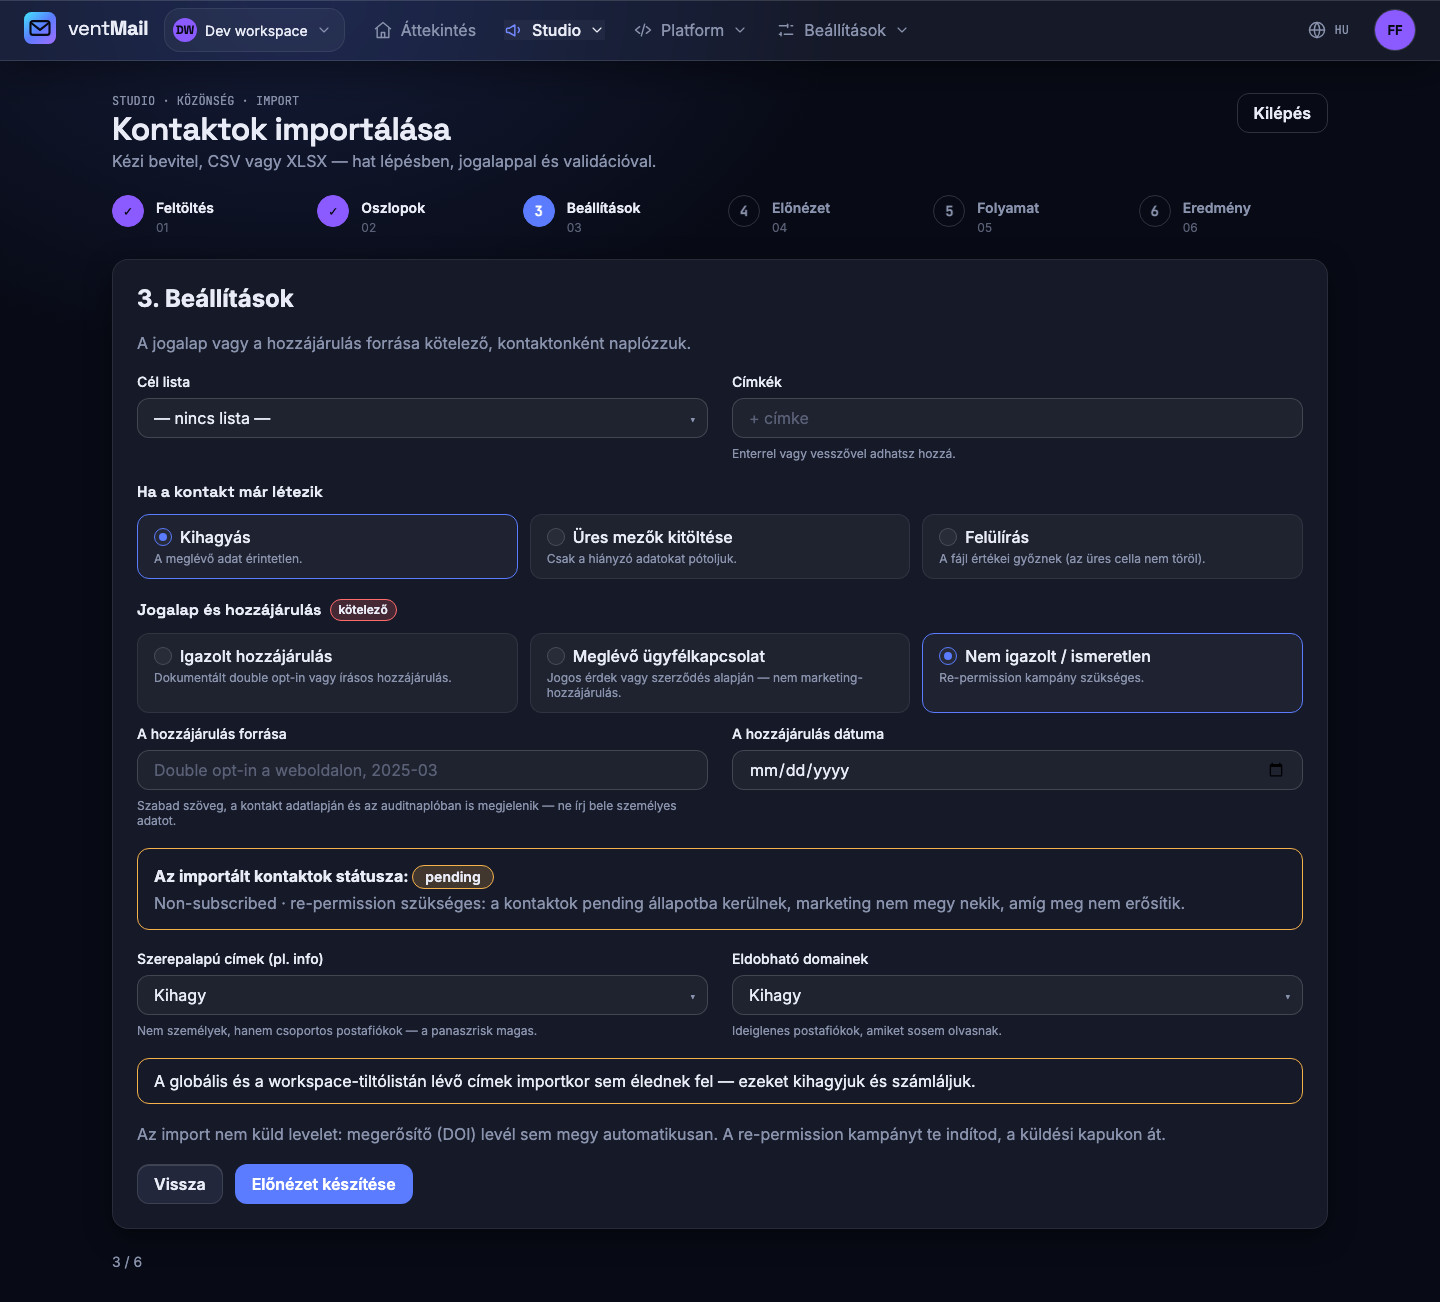 ventMail
DW Dev workspace
Áttekintés
Studio
Platform
Beállítások
HU
FF
STUDIO · KÖZÖNSÉG · IMPORT
Kontaktok importálása
Kilépés
Kézi bevitel, CSV vagy XLSX — hat lépésben, jogalappal és validációval.
✓ Feltöltés
01
✓ Oszlopok
02
3 Beállítások
03
4 Előnézet
04
5 Folyamat
05
6 Eredmény
06
3. Beállítások
A jogalap vagy a hozzájárulás forrása kötelező, kontaktonként naplózzuk.
Cél lista
— nincs lista —
Címkék
+ címke
Enterrel vagy vesszővel adhatsz hozzá.
Ha a kontakt már létezik
Kihagyás
A meglévő adat érintetlen.
Üres mezők kitöltése
Csak a hiányzó adatokat pótoljuk.
Felülírás
A fájl értékei győznek (az üres cella nem töröl).
Jogalap és hozzájárulás kötelező
Igazolt hozzájárulás
Dokumentált double opt-in vagy írásos hozzájárulás.
Meglévő ügyfélkapcsolat
Jogos érdek vagy szerződés alapján — nem marketing-
hozzájárulás.
Nem igazolt / ismeretlen
Re-permission kampány szükséges.
A hozzájárulás forrása
Double opt-in a weboldalon, 2025-03
Szabad szöveg, a kontakt adatlapján és az auditnaplóban is megjelenik — ne írj bele személyes
adatot.
A hozzájárulás dátuma
mm/dd/yyyy
Az importált kontaktok státusza: pending
Non-subscribed · re-permission szükséges: a kontaktok pending állapotba kerülnek, marketing nem megy nekik, amíg meg nem erősítik.
Szerepalapú címek (pl. info)
Kihagy
Nem személyek, hanem csoportos postafiókok — a panaszrisk magas.
Eldobható domainek
Kihagy
Ideiglenes postafiókok, amiket sosem olvasnak.
A globális és a workspace-tiltólistán lévő címek importkor sem élednek fel — ezeket kihagyjuk és számláljuk.
Az import nem küld levelet: megerősítő (DOI) levél sem megy automatikusan. A re-permission kampányt te indítod, a küldési kapukon át.
Vissza
Előnézet készítése
3 / 6